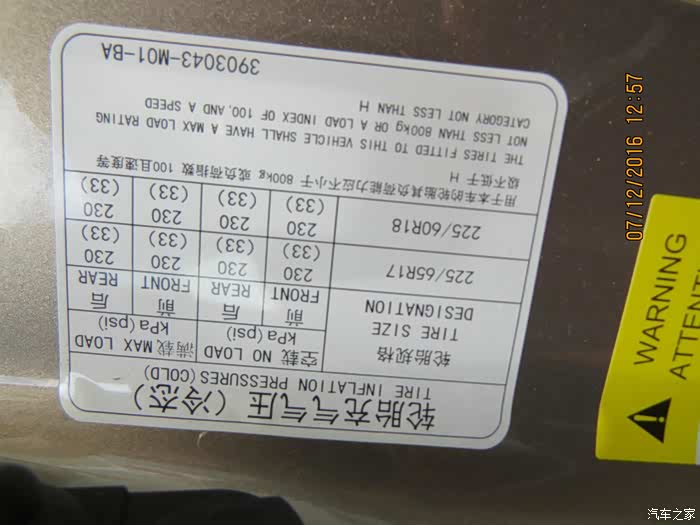 轮胎充气气压（冷态）
TIRE INFLATION PRESSURES (COLD)
轮胎规格
TIRE SIZE
DESIGNATION
空载 NO LOAD
kPa(psi)
满载 MAX LOAD
kPa(psi)
前 后 前 后
FRONT REAR FRONT REAR
225/65R17 230 230 230 230
(33) (33) (33) (33)
225/60R18 230 230 230 230
(33) (33) (33) (33)
用于本车的轮胎其负荷能力应不小于 800kg 或负荷指数 100且速度等
级不低于 H
THE TIRES FITTED TO THIS VEHICLE SHALL HAVE A MAX LOAD RATING
NOT LESS THAN 800kg OR A LOAD INDEX OF 100, AND A SPEED
CATEGORY NOT LESS THAN H
3903043-M01-BA
07/12/2016 12:57
WARNING
ATTENT
汽车之家